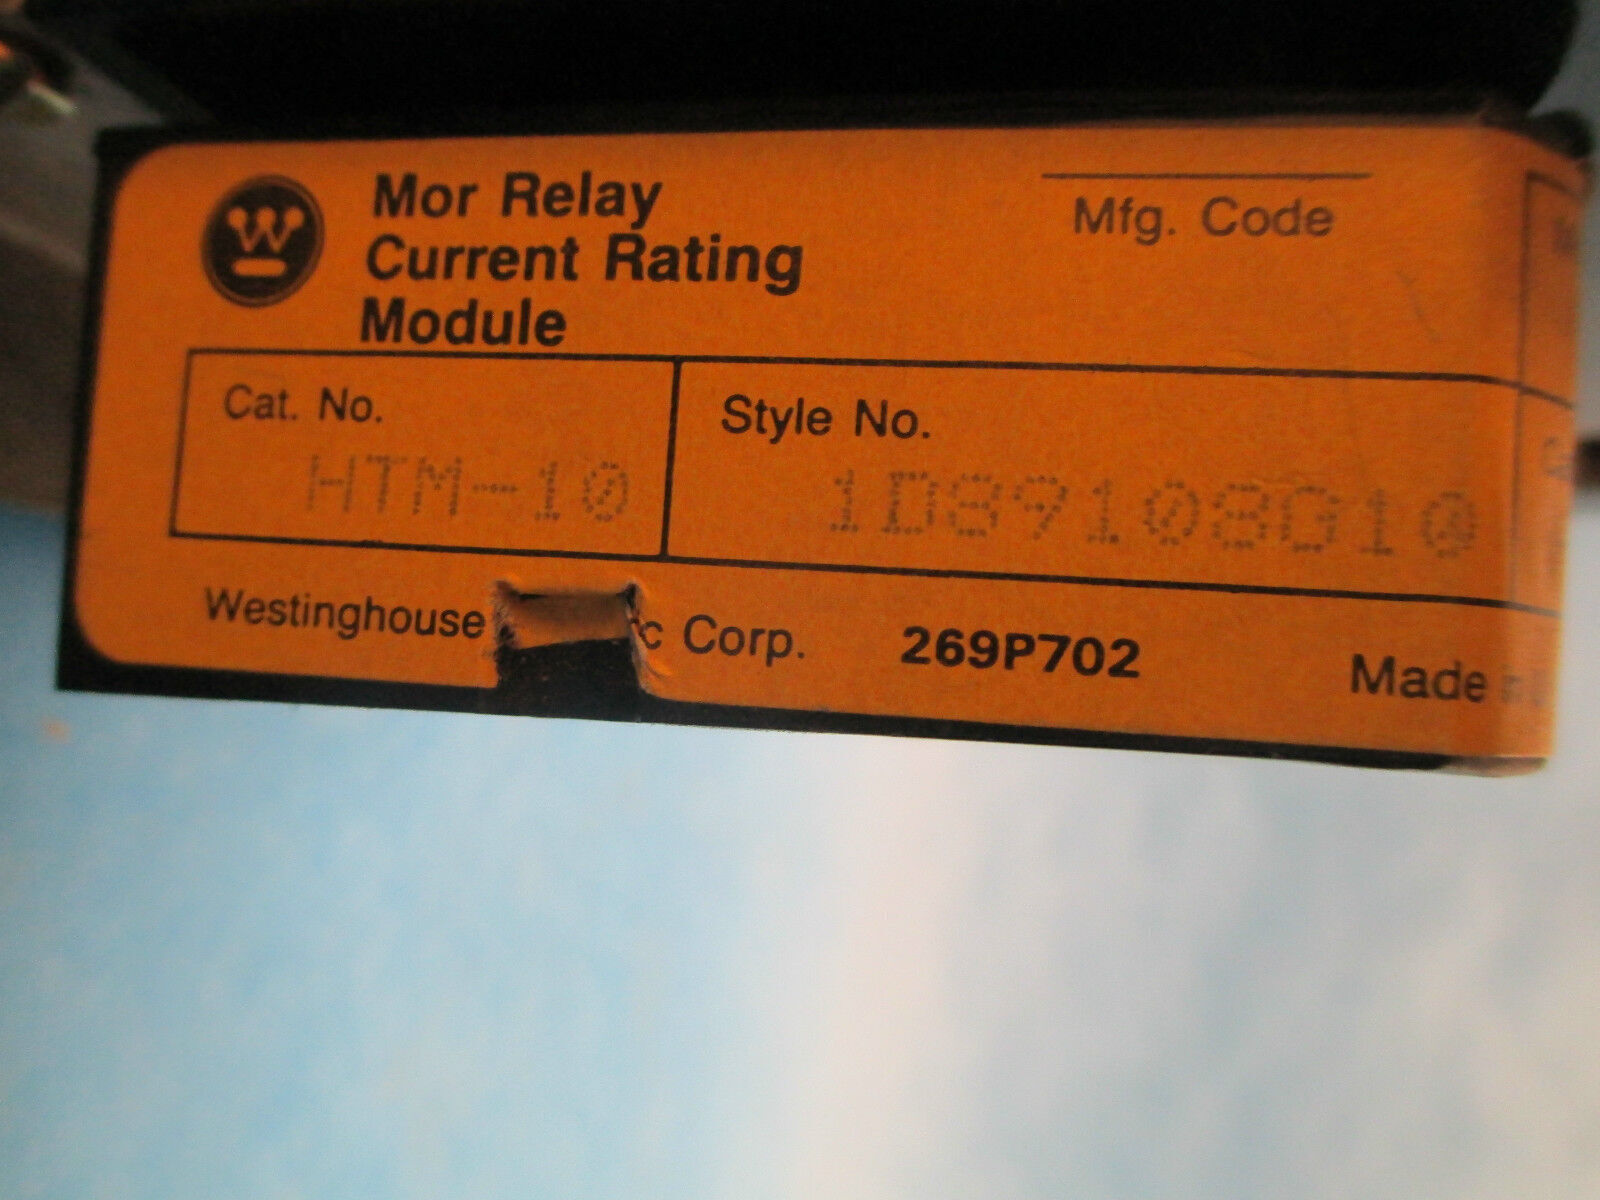 W
Mor Relay
Current Rating
Module
Mfg. Code
Cat. No.
HTM-10
Style No.
1D89108G10
Westinghouse c Corp.
269P702
Made